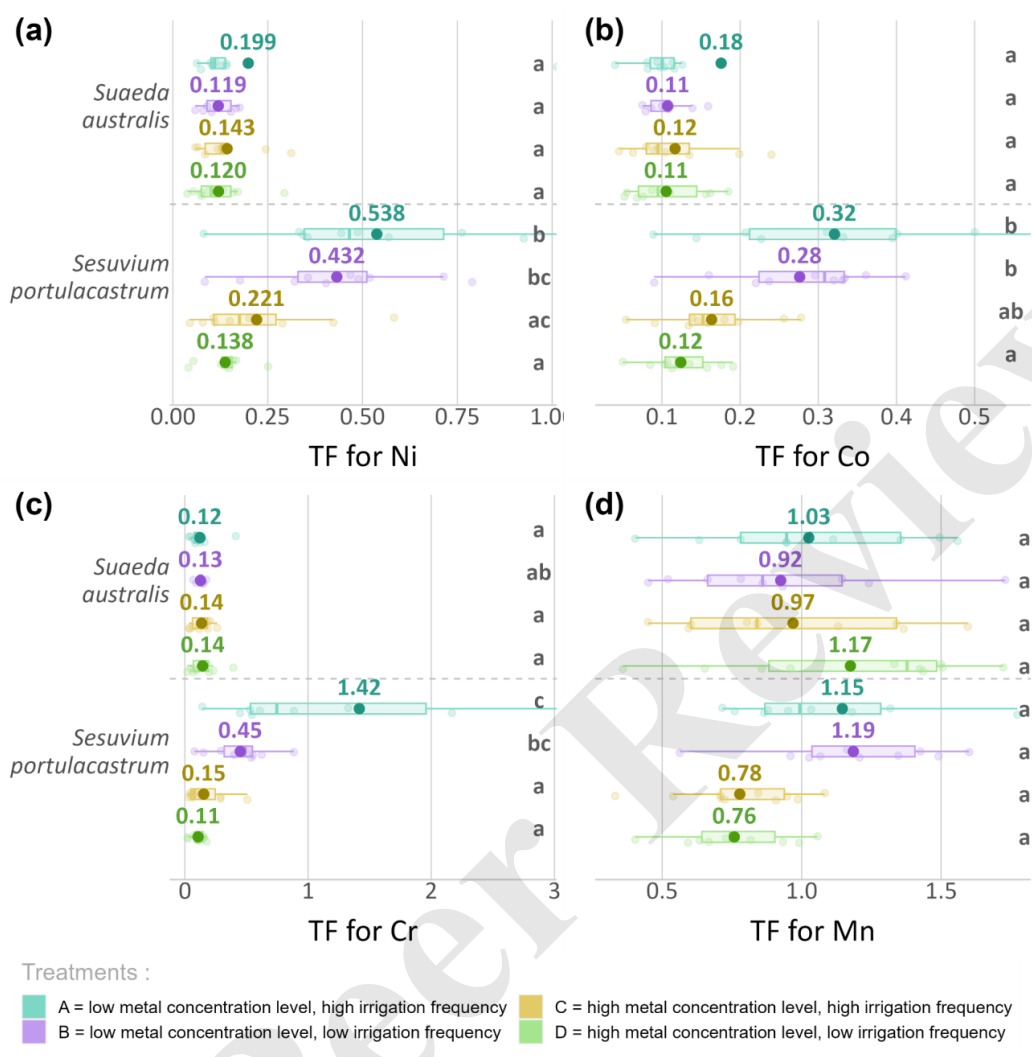 (a)
0.199
a
Suaeda
australis
0.119
a
0.143
a
0.120
a
0.538
b
Sesuvium
portulacastrum
0.432
bc
0.221
ac
0.138
a
0.00 0.25 0.50 0.75 1.0
TF for Ni
(b)
0.18
a
0.11
a
0.12
a
0.11
a
0.32
b
0.28
b
0.16
ab
0.12
a
0.1 0.2 0.3 0.4 0.5
TF for Co
(c)
0.12
a
Suaeda
australis
0.13
ab
0.14
a
0.14
a
1.42
c
Sesuvium
portulacastrum
0.45
bc
0.15
a
0.11
a
0 1 2 3
TF for Cr
(d)
1.03
a
0.92
a
0.97
a
1.17
a
1.15
a
1.19
a
0.78
a
0.76
a
0.5 1.0 1.5
TF for Mn
Treatments :
A = low metal concentration level, high irrigation frequency
B = low metal concentration level, low irrigation frequency
C = high metal concentration level, high irrigation frequency
D = high metal concentration level, low irrigation frequency
Peer Review